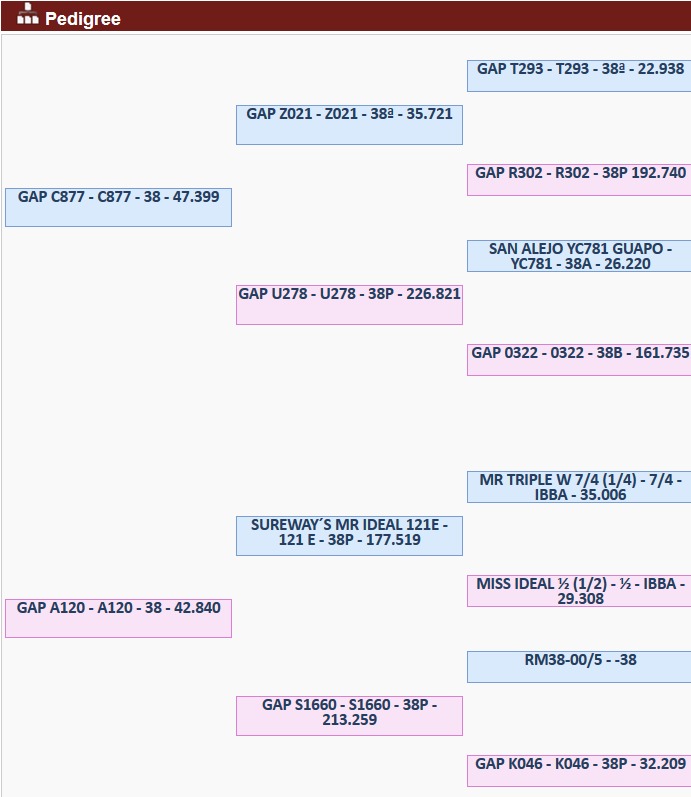 Pedigree
GAP T293 - T293 - 38ª - 22.938
GAP Z021 - Z021 - 38ª - 35.721
GAP R302 - R302 - 38P 192.740
GAP C877 - C877 - 38 - 47.399
SAN ALEJO YC781 GUAPO -
YC781 - 38A - 26.220
GAP U278 - U278 - 38P - 226.821
GAP 0322 - 0322 - 38B - 161.735
MR TRIPLE W 7/4 (1/4) - 7/4 -
IBBA - 35.006
SUREWAY´S MR IDEAL 121E -
121 E - 38P - 177.519
MISS IDEAL ½ (1/2) - ½ - IBBA -
29.308
GAP A120 - A120 - 38 - 42.840
RM38-00/5 - -38
GAP S1660 - S1660 - 38P -
213.259
GAP K046 - K046 - 38P - 32.209